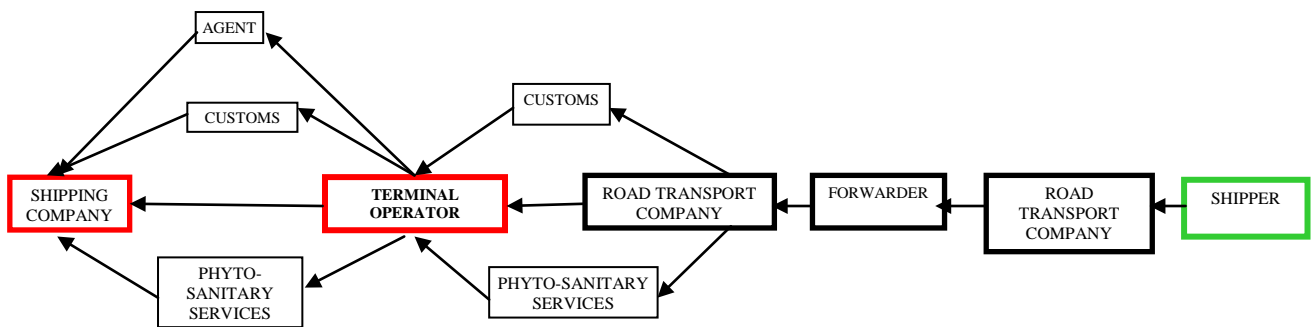 AGENT
CUSTOMS
CUSTOMS
SHIPPING
COMPANY
TERMINAL
OPERATOR
ROAD TRANSPORT
COMPANY
FORWARDER
ROAD
TRANSPORT
COMPANY
SHIPPER
PHYTO-
SANITARY
SERVICES
PHYTO-SANITARY
SERVICES